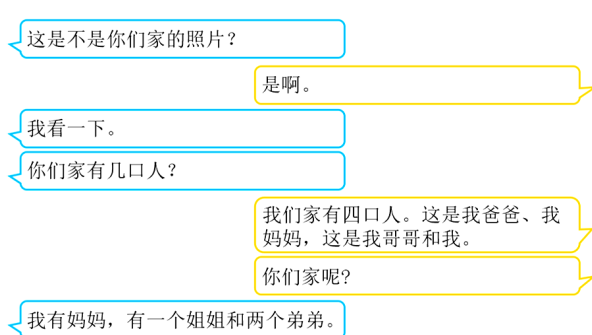 这是不是你们家的照片？
是啊。
我看一下。
你们家有几口人？
我们家有四口人。这是我爸爸、我
妈妈，这是我哥哥和我。
你们家呢?
我有妈妈，有一个姐姐和两个弟弟。